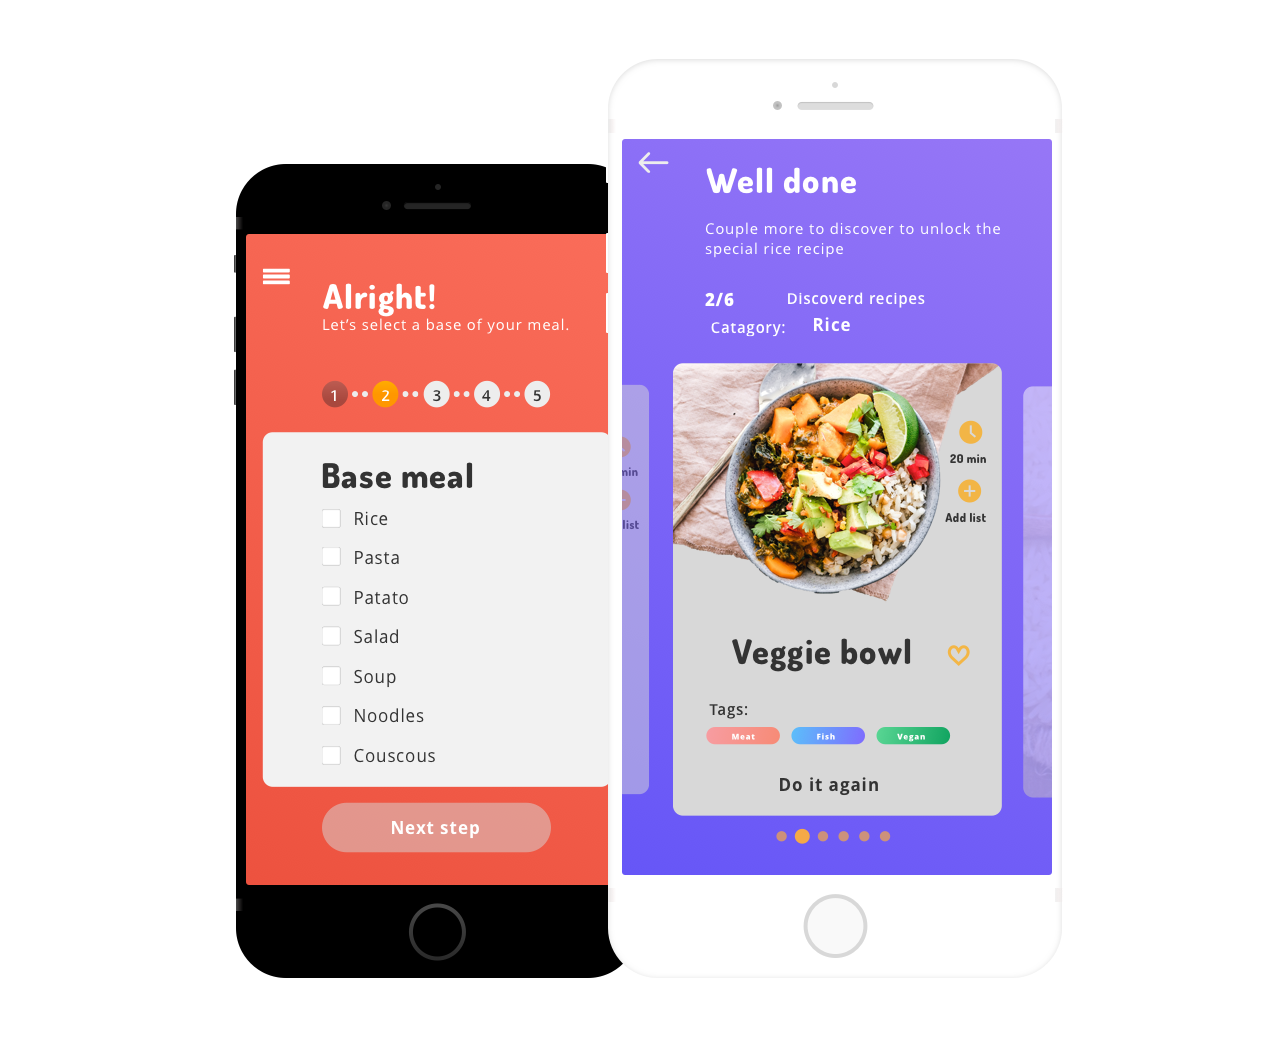 Alright!
Let's select a base of your meal.
1
2
3
4
5
Base meal
Rice
Pasta
Patato
Salad
Soup
Noodles
Couscous
Next step
Well done
Couple more to discover to unlock the
special rice recipe
2/6 Discoverd recipes
Catagory: Rice
min
list
20 min
Add list
Veggie bowl
Tags:
Meat Fish Vegan
Do it again